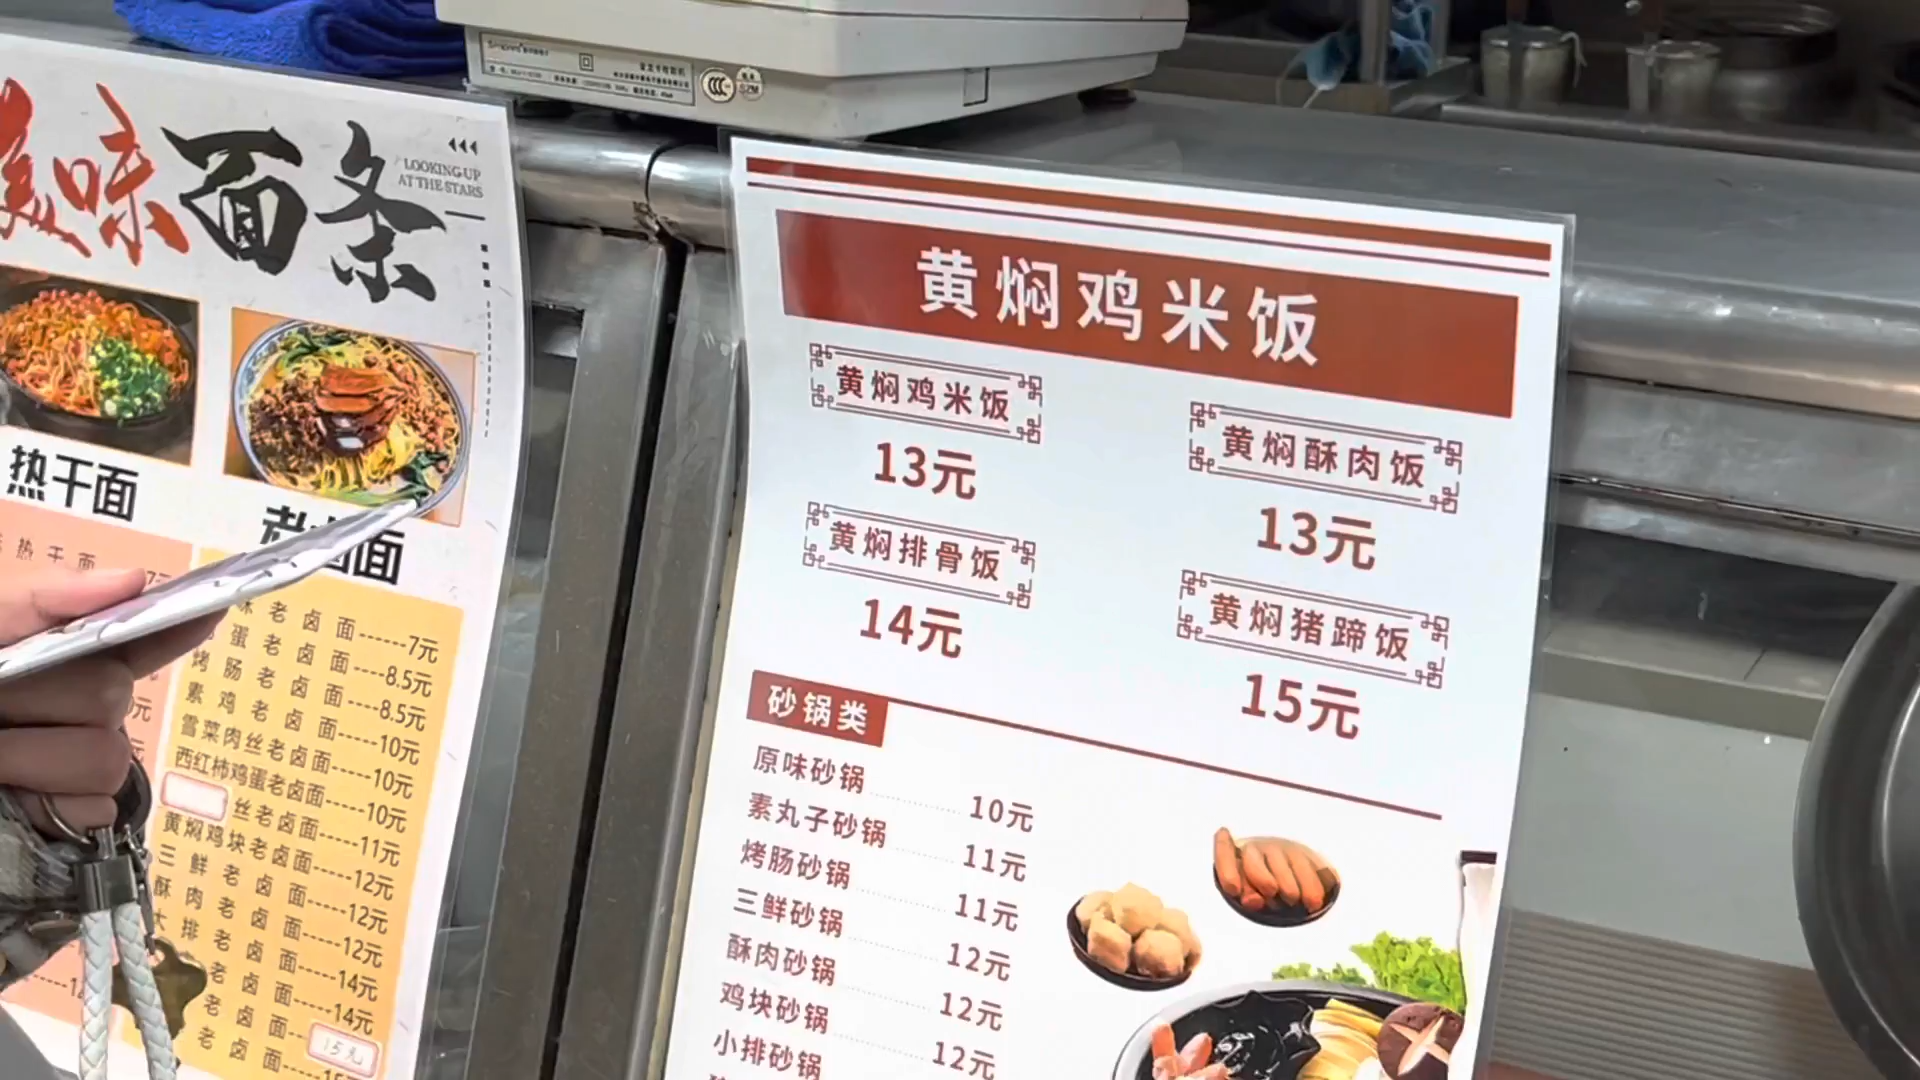 美味面条
LOOKING UP
AT THE STARS
热干面
热干面
老卤面------7元
蛋老卤面-----8.5元
烤肠老卤面-----8.5元
素鸡老卤面-----10元
雪菜肉丝老卤面-----10元
西红柿鸡蛋老卤面-----10元
丝老卤面-----11元
黄焖鸡块老卤面-----12元
三鲜老卤面-----12元
酥肉老卤面-----12元
大排老卤面-----14元
老卤面-----14元
老卤面--15元
老卤面
黄焖鸡米饭
黄焖鸡米饭
13元
黄焖酥肉饭
13元
黄焖排骨饭
14元
黄焖猪蹄饭
15元
砂锅类
原味砂锅 10元
素丸子砂锅 11元
烤肠砂锅 11元
三鲜砂锅 12元
酥肉砂锅 12元
鸡块砂锅 12元
小排砂锅